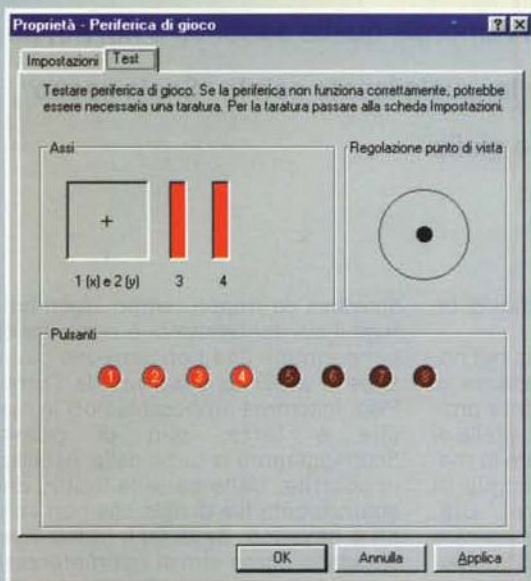 Proprietà - Periferica di gioco
Impostazioni Test
Testare periferica di gioco. Se la periferica non funziona correttamente, potrebbe
essere necessaria una taratura. Per la taratura passare alla scheda Impostazioni.
Assi
Regolazione punto di vista
1 (x) e 2 (y) 3 4
Pulsanti
1 2 3 4 5 6 7 8
OK Annulla Applica